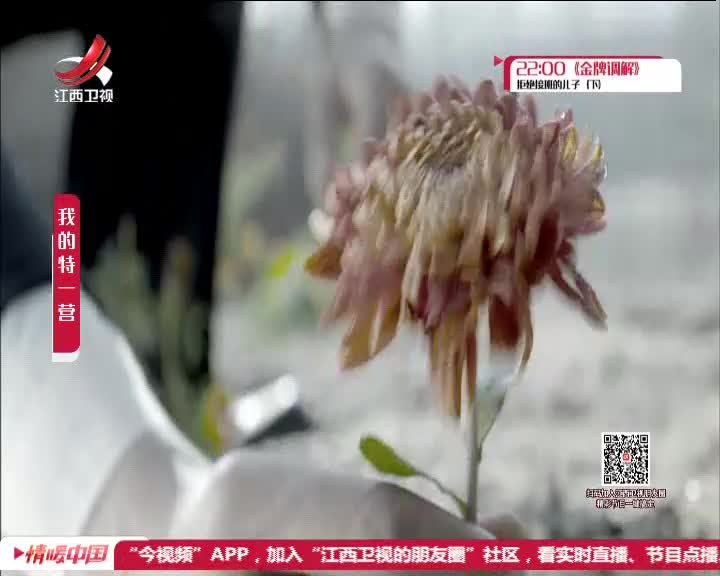 江西卫视
22:00《金牌调解》
拒绝接班的儿子(下)
我的特一营
情暖中国
“今视频”APP，加入“江西卫视的朋友圈”社区，看实时直播、节目点播